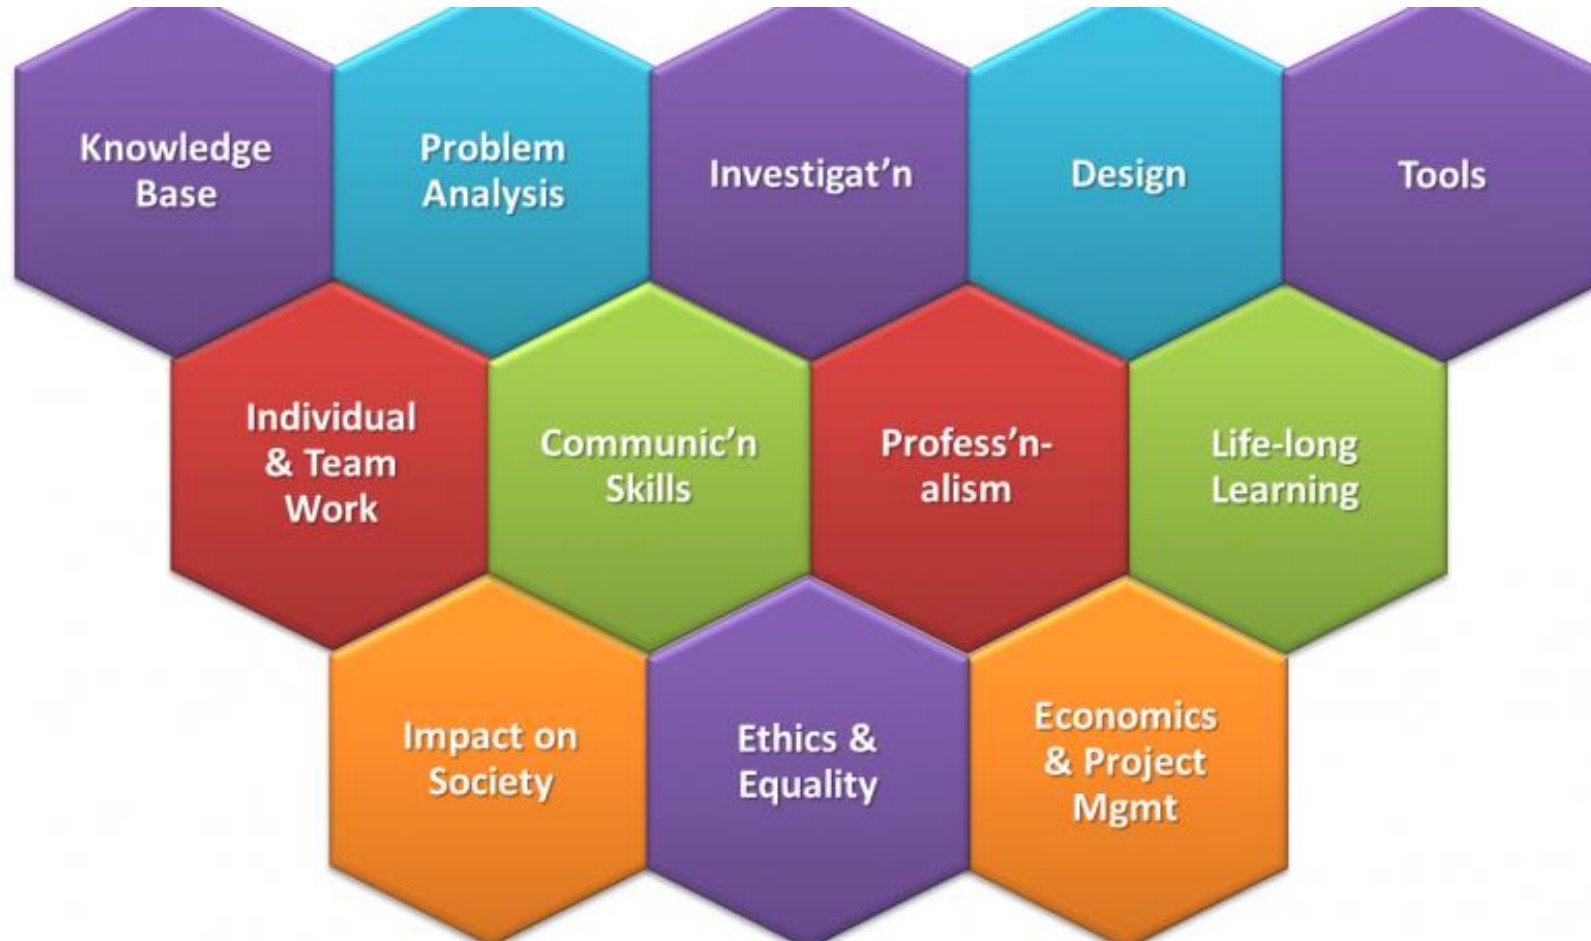 Knowledge
Base
Problem
Analysis
Investigat’n
Design
Tools
Individual
& Team
Work
Communic’n
Skills
Profess’n-
alism
Life-long
Learning
Impact on
Society
Ethics &
Equality
Economics
& Project
Mgmt